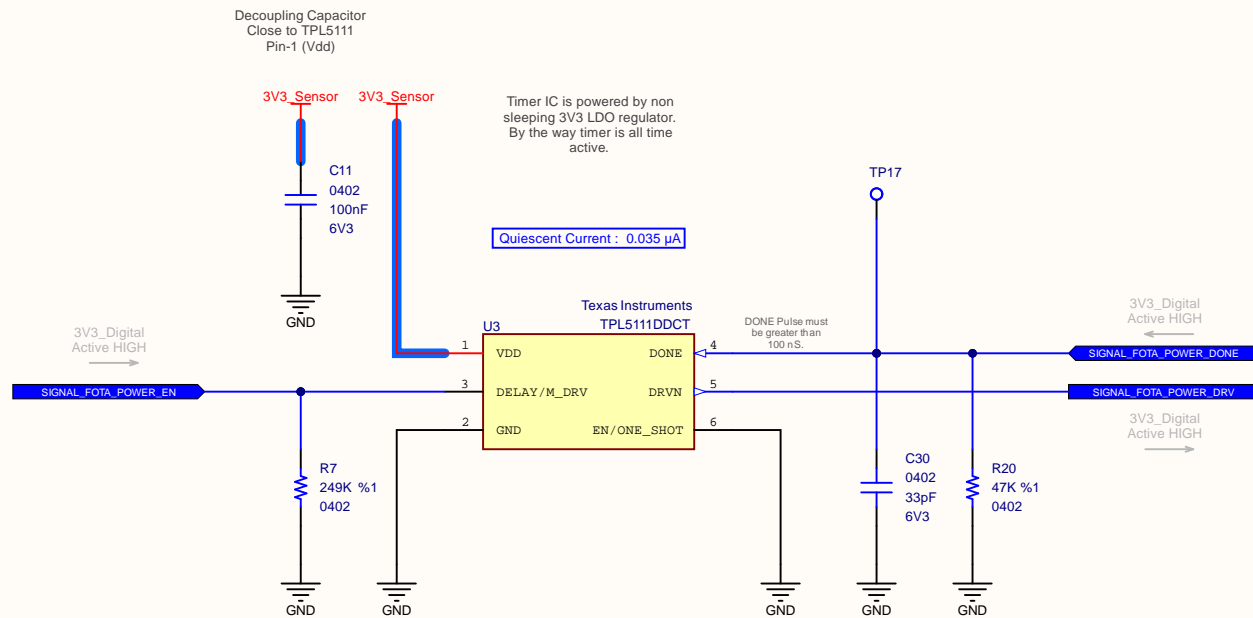 Decoupling Capacitor
Close to TPL5111
Pin-1 (Vdd)
3V3_Sensor
3V3_Sensor
Timer IC is powered by non
sleeping 3V3 LDO regulator.
By the way timer is all time
active.
C11
0402
100nF
6V3
TP17
Quiescent Current : 0.035 µA
GND
Texas Instruments
U3
TPL5111DDCT
DONE Pulse must
be greater than
100 nS.
3V3_Digital
Active HIGH
3V3_Digital
Active HIGH
1
VDD
DONE
4
SIGNAL_FOTA_POWER_DONE
SIGNAL_FOTA_POWER_EN
3
DELAY/M_DRV
DRVN
5
SIGNAL_FOTA_POWER_DRV
2
GND
EN/ONE_SHOT
6
3V3_Digital
Active HIGH
R7
249K %1
0402
C30
0402
33pF
6V3
R20
47K %1
0402
GND
GND
GND
GND
GND